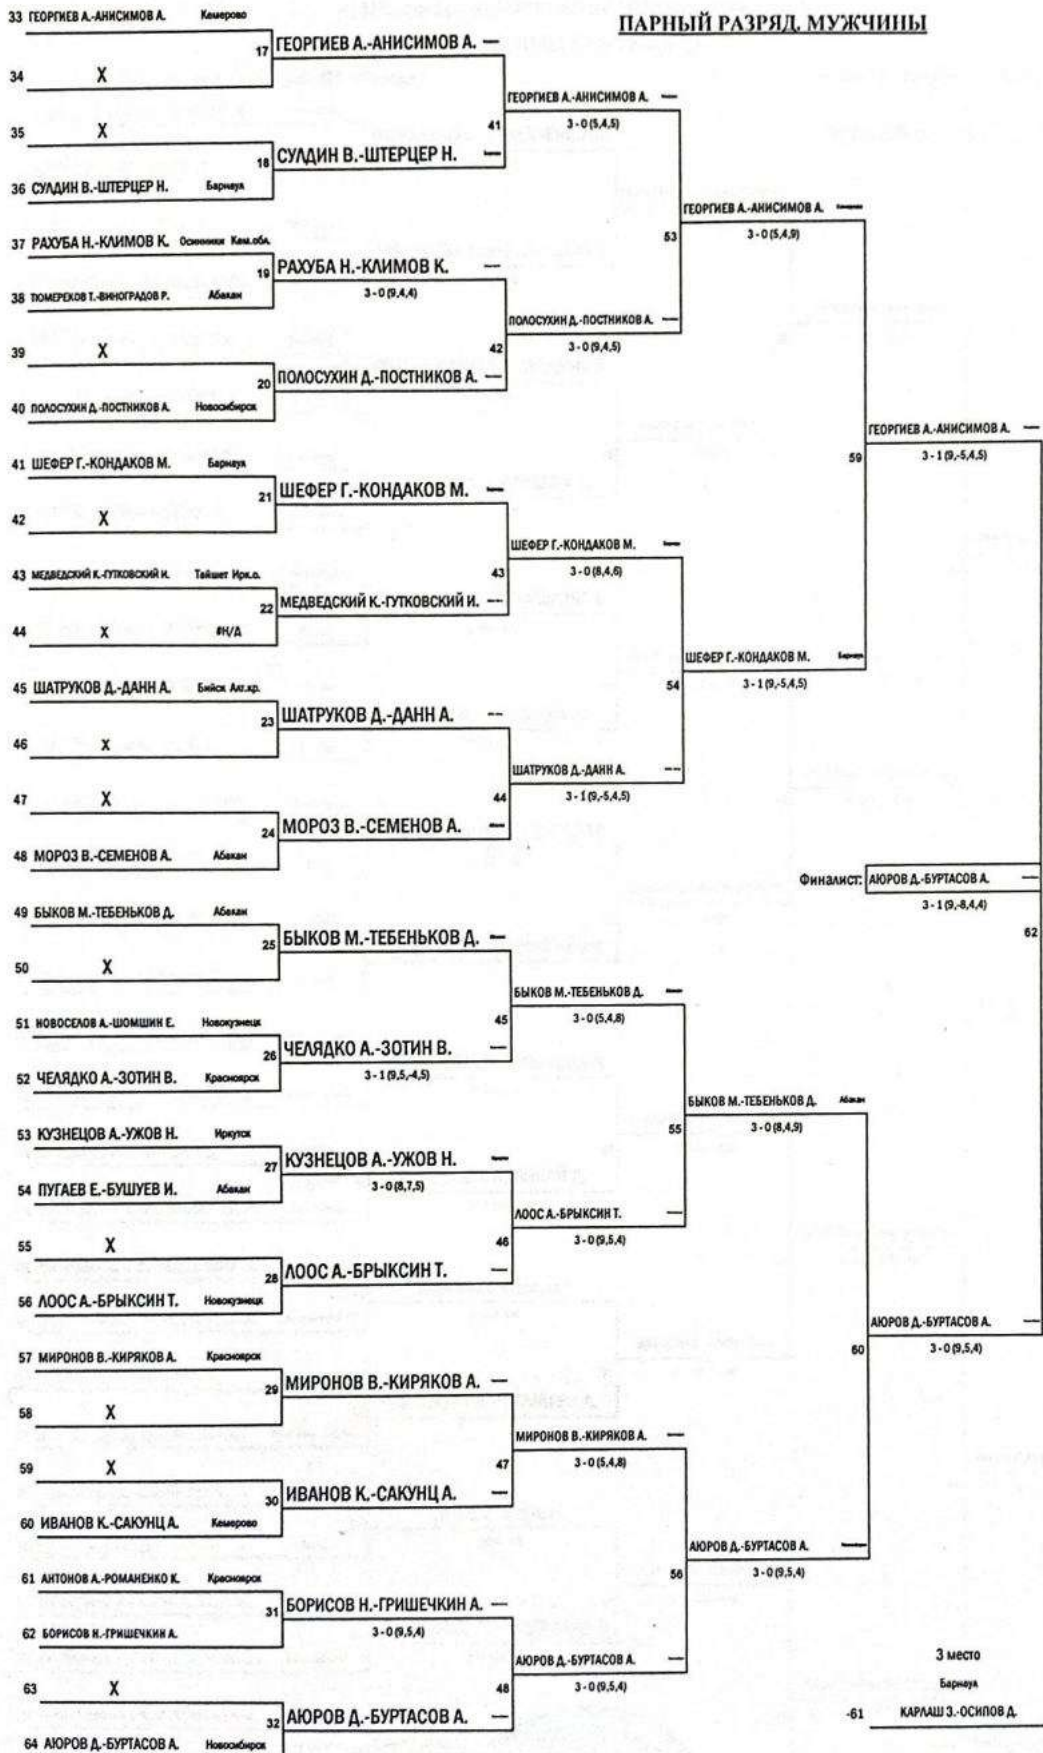 ПАРНЫЙ РАЗРЯД. МУЖЧИНЫ
33 ГЕОРГИЕВ А.-АНИСИМОВ А. Кемерово
17 ГЕОРГИЕВ А.-АНИСИМОВ А.
34 X
ГЕОРГИЕВ А.-АНИСИМОВ А.
41 3 - 0 (5,4,5)
35 X
18 СУЛДИН В.-ШТЕРЦЕР Н.
36 СУЛДИН В.-ШТЕРЦЕР Н. Барнаул
ГЕОРГИЕВ А.-АНИСИМОВ А.
53 3 - 0 (5,4,9)
37 РАХУБА Н.-КЛИМОВ К. Осинники Кем.обл.
19 РАХУБА Н.-КЛИМОВ К.
3 - 0 (9,4,4)
38 ТЮМЕРЕКОВ Т.-ВИНОГРАДОВ Р. Абакан
ПОЛОСУХИН Д.-ПОСТНИКОВ А.
42 3 - 0 (9,4,5)
39 X
20 ПОЛОСУХИН Д.-ПОСТНИКОВ А.
40 ПОЛОСУХИН Д.-ПОСТНИКОВ А. Новосибирск
ГЕОРГИЕВ А.-АНИСИМОВ А.
59 3 - 1 (9,-5,4,5)
41 ШЕФЕР Г.-КОНДАКОВ М. Барнаул
21 ШЕФЕР Г.-КОНДАКОВ М.
42 X
ШЕФЕР Г.-КОНДАКОВ М.
43 3 - 0 (8,4,6)
43 МЕДВЕДСКИЙ К.-ГУТКОВСКИЙ И. Тайшет Ирк.о.
22 МЕДВЕДСКИЙ К.-ГУТКОВСКИЙ И.
44 X #Н/Д
ШЕФЕР Г.-КОНДАКОВ М. Барнаул
54 3 - 1 (9,-5,4,5)
45 ШАТРУКОВ Д.-ДАНН А. Бийск Алт.кр.
23 ШАТРУКОВ Д.-ДАНН А.
46 X
ШАТРУКОВ Д.-ДАНН А.
44 3 - 1 (9,-5,4,5)
47 X
24 МОРОЗ В.-СЕМЕНОВ А.
48 МОРОЗ В.-СЕМЕНОВ А. Абакан
Финалист: АЮРОВ Д.-БУРТАСОВ А.
3 - 1 (9,-8,4,4)
62
49 БЫКОВ М.-ТЕБЕНЬКОВ Д. Абакан
25 БЫКОВ М.-ТЕБЕНЬКОВ Д.
50 X
БЫКОВ М.-ТЕБЕНЬКОВ Д.
45 3 - 0 (5,4,8)
51 НОВОСЕЛОВ А.-ШОМШИН Е. Новокузнецк
26 ЧЕЛЯДКО А.-ЗОТИН В.
3 - 1 (9,5,-4,5)
52 ЧЕЛЯДКО А.-ЗОТИН В. Красноярск
БЫКОВ М.-ТЕБЕНЬКОВ Д. Абакан
55 3 - 0 (8,4,9)
53 КУЗНЕЦОВ А.-УЖОВ Н. Иркутск
27 КУЗНЕЦОВ А.-УЖОВ Н.
3 - 0 (8,7,5)
54 ПУГАЕВ Е.-БУШУЕВ И. Абакан
ЛООС А.-БРЫКСИН Т.
46 3 - 0 (9,5,4)
55 X
28 ЛООС А.-БРЫКСИН Т.
56 ЛООС А.-БРЫКСИН Т. Новокузнецк
АЮРОВ Д.-БУРТАСОВ А.
60 3 - 0 (9,5,4)
57 МИРОНОВ В.-КИРЯКОВ А. Красноярск
29 МИРОНОВ В.-КИРЯКОВ А.
58 X
МИРОНОВ В.-КИРЯКОВ А.
47 3 - 0 (5,4,8)
59 X
30 ИВАНОВ К.-САКУНЦ А.
60 ИВАНОВ К.-САКУНЦ А. Кемерово
АЮРОВ Д.-БУРТАСОВ А.
56 3 - 0 (9,5,4)
61 АНТОНОВ А.-РОМАНЕНКО К. Красноярск
31 БОРИСОВ Н.-ГРИШЕЧКИН А.
3 - 0 (9,5,4)
62 БОРИСОВ Н.-ГРИШЕЧКИН А.
АЮРОВ Д.-БУРТАСОВ А.
48 3 - 0 (9,5,4)
63 X
32 АЮРОВ Д.-БУРТАСОВ А.
64 АЮРОВ Д.-БУРТАСОВ А. Новосибирск
3 место
Барнаул
-61 КАРЛАШ З.-ОСИПОВ Д.